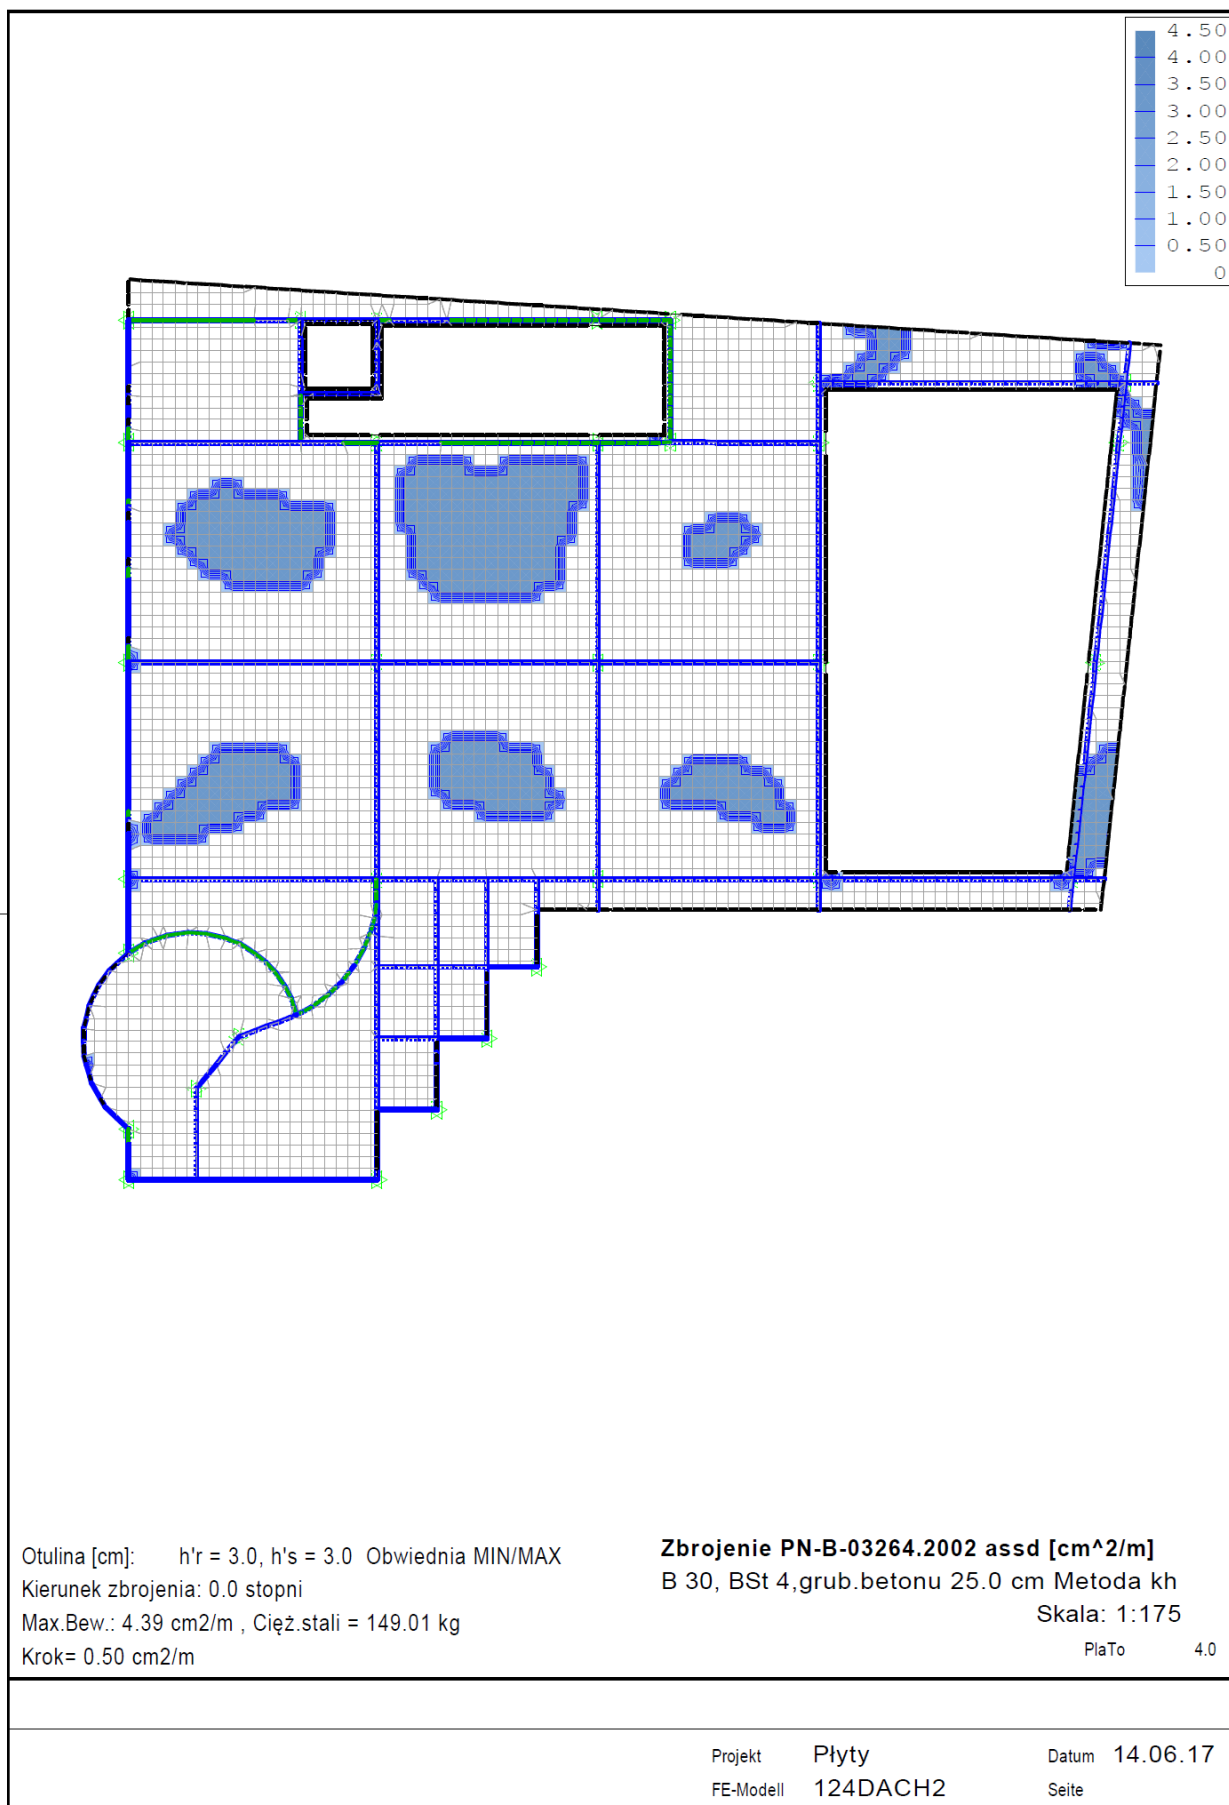 4.50
4.00
3.50
3.00
2.50
2.00
1.50
1.00
0.50
0
Otulina [cm]: h'r = 3.0, h's = 3.0 Obwiednia MIN/MAX
Kierunek zbrojenia: 0.0 stopni
Max.Bew.: 4.39 cm2/m , Cięż.stali = 149.01 kg
Krok= 0.50 cm2/m
Zbrojenie PN-B-03264.2002 assd [cm^2/m]
B 30, BSt 4,grub.betonu 25.0 cm Metoda kh
Skala: 1:175
PlaTo 4.0
Projekt Płyty Datum 14.06.17
FE-Modell 124DACH2 Seite